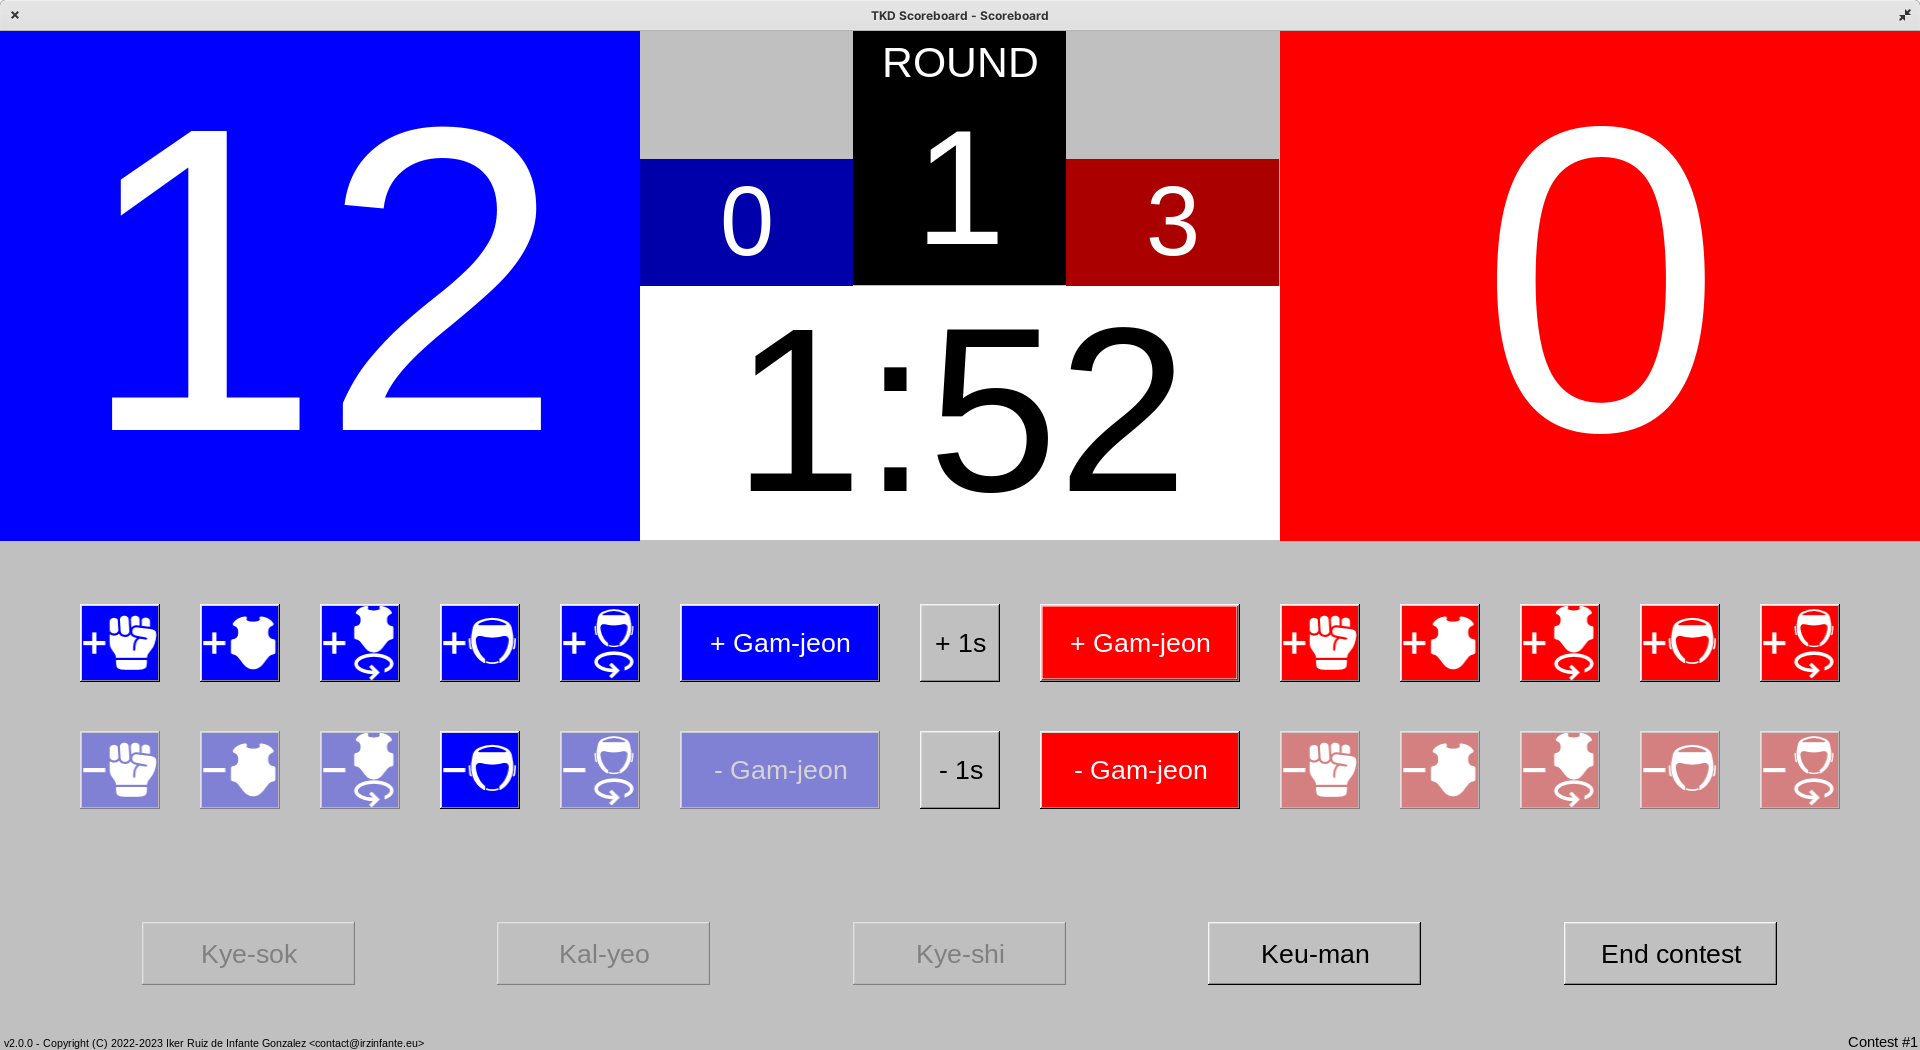 TKD Scoreboard - Scoreboard
12
ROUND
1
0
3
1:52
0
+ Gam-jeon
+ 1s
+ Gam-jeon
- Gam-jeon
- 1s
- Gam-jeon
Kye-sok
Kal-yeo
Kye-shi
Keu-man
End contest
v2.0.0 - Copyright (C) 2022-2023 Iker Ruiz de Infante Gonzalez <contact@irzinfante.eu>
Contest #1